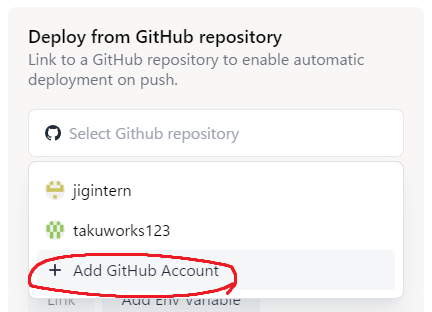 Deploy from GitHub repository
Link to a GitHub repository to enable automatic
deployment on push.
Select Github repository
jigintern
takuworks123
+ Add GitHub Account
Link Add Env Variable